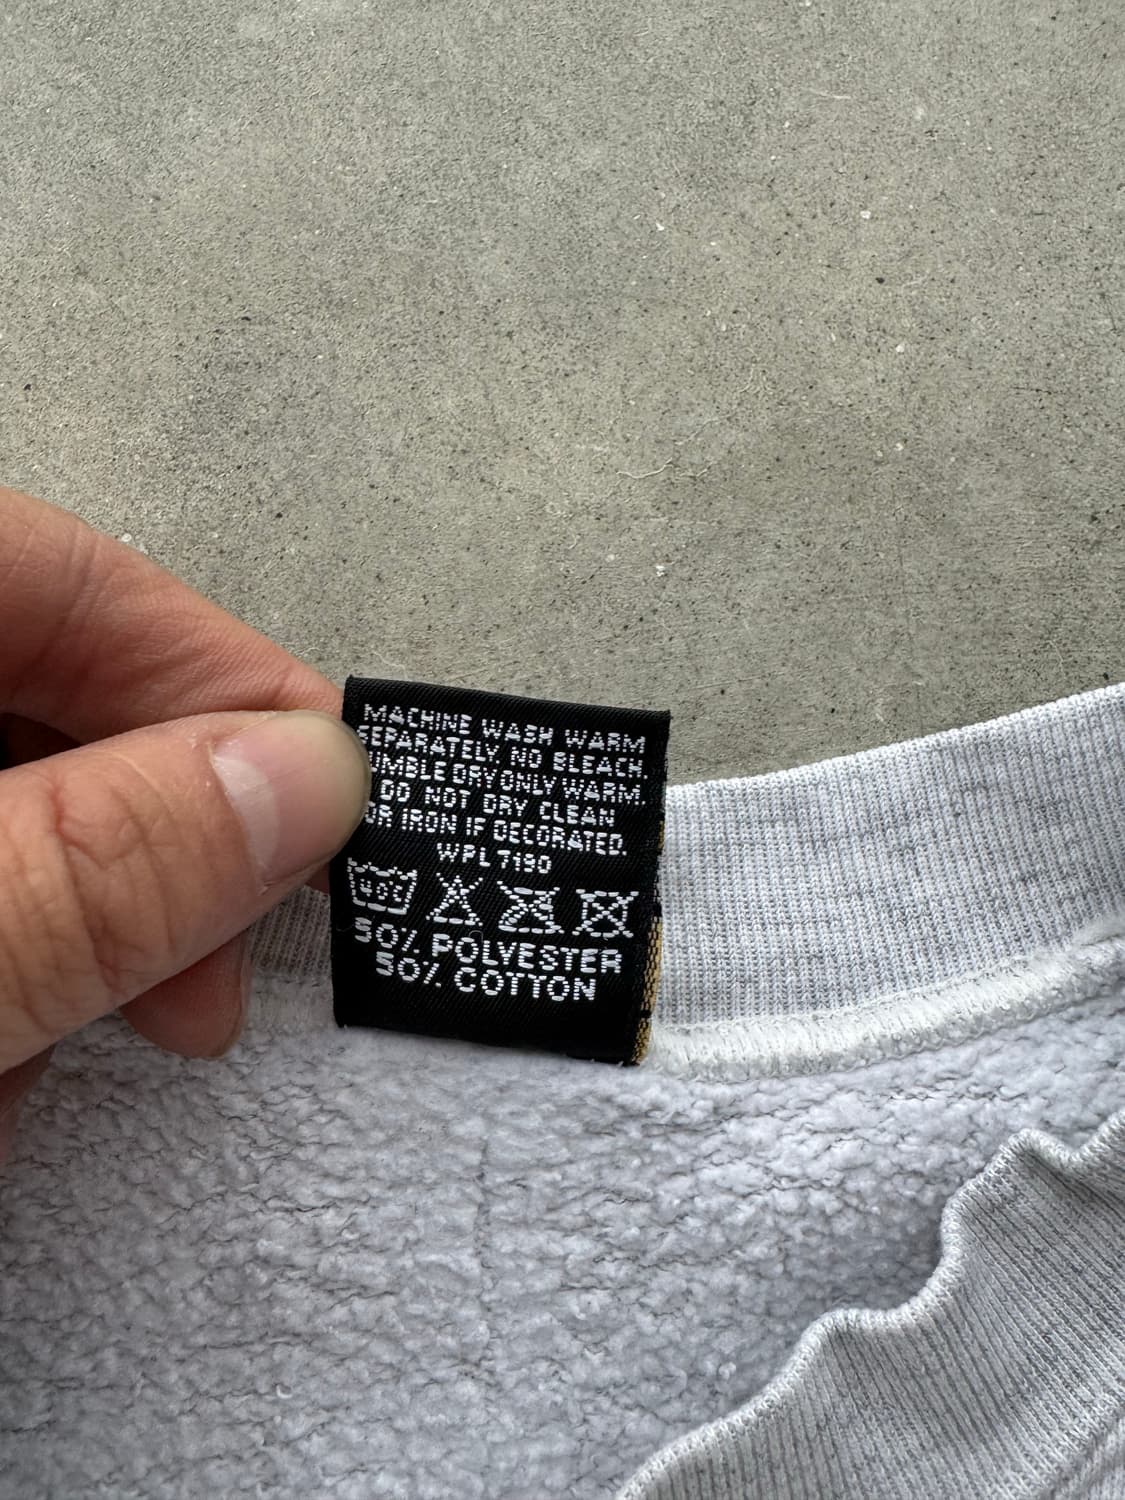 MACHINE WASH WARM
SEPARATELY. NO BLEACH.
TUMBLE DRY ONLY WARM.
DO NOT DRY CLEAN
OR IRON IF DECORATED.
WPL 7190
50% POLYESTER
50% COTTON